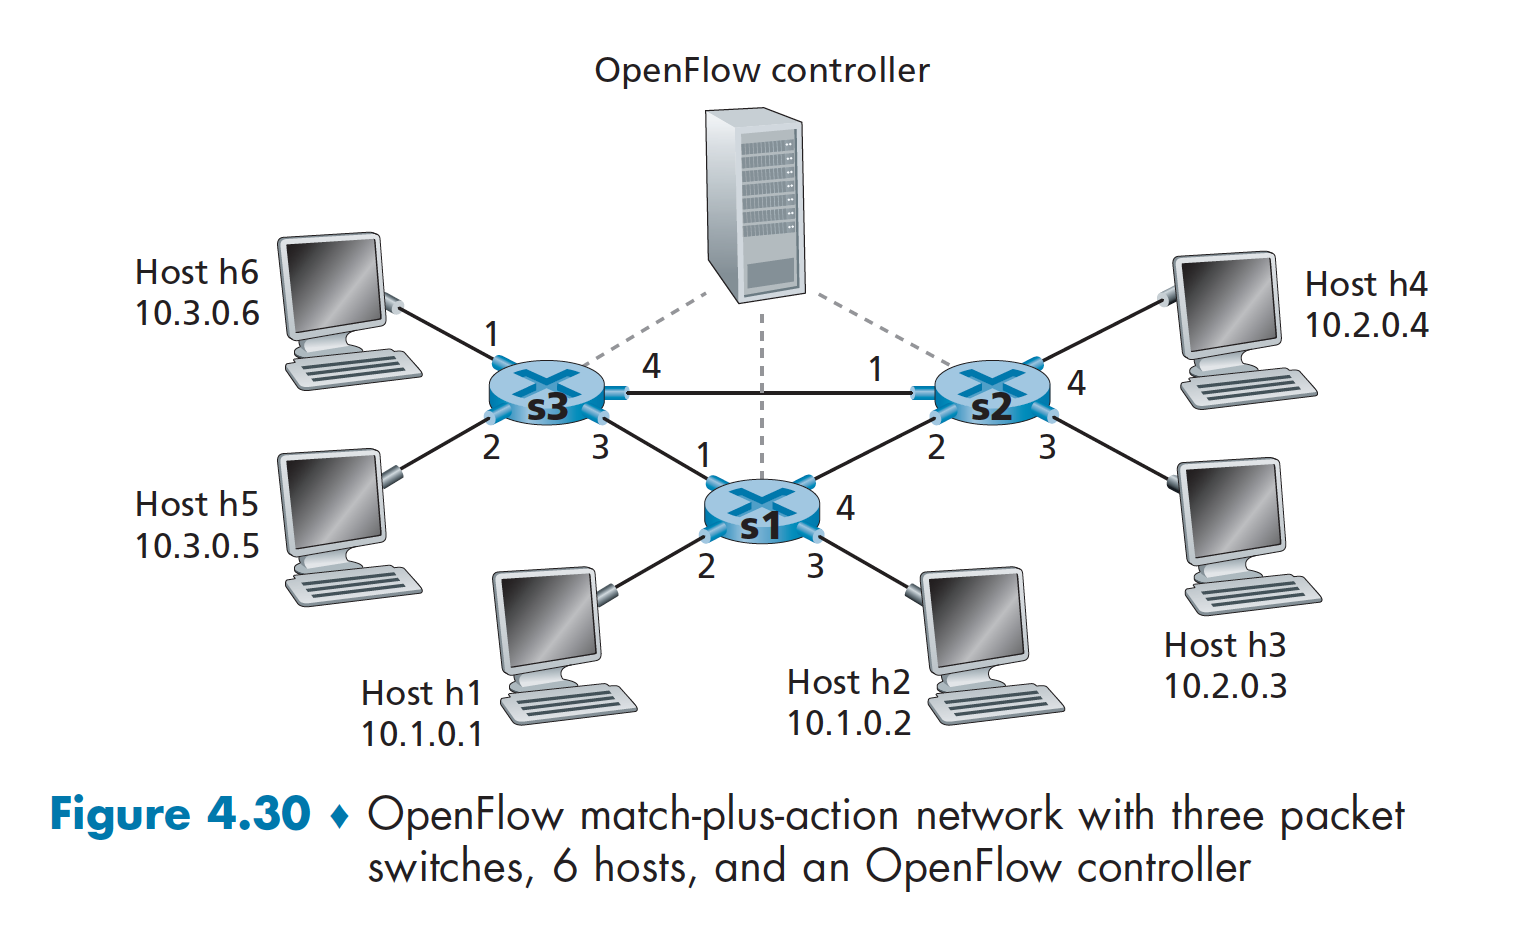 OpenFlow controller
Host h6
10.3.0.6
Host h4
10.2.0.4
1
4
1
4
s3
s2
2
3
1
2
3
Host h5
10.3.0.5
s1
4
2
3
Host h3
10.2.0.3
Host h1
10.1.0.1
Host h2
10.1.0.2
Figure 4.30 ♦ OpenFlow match-plus-action network with three packet
switches, 6 hosts, and an OpenFlow controller